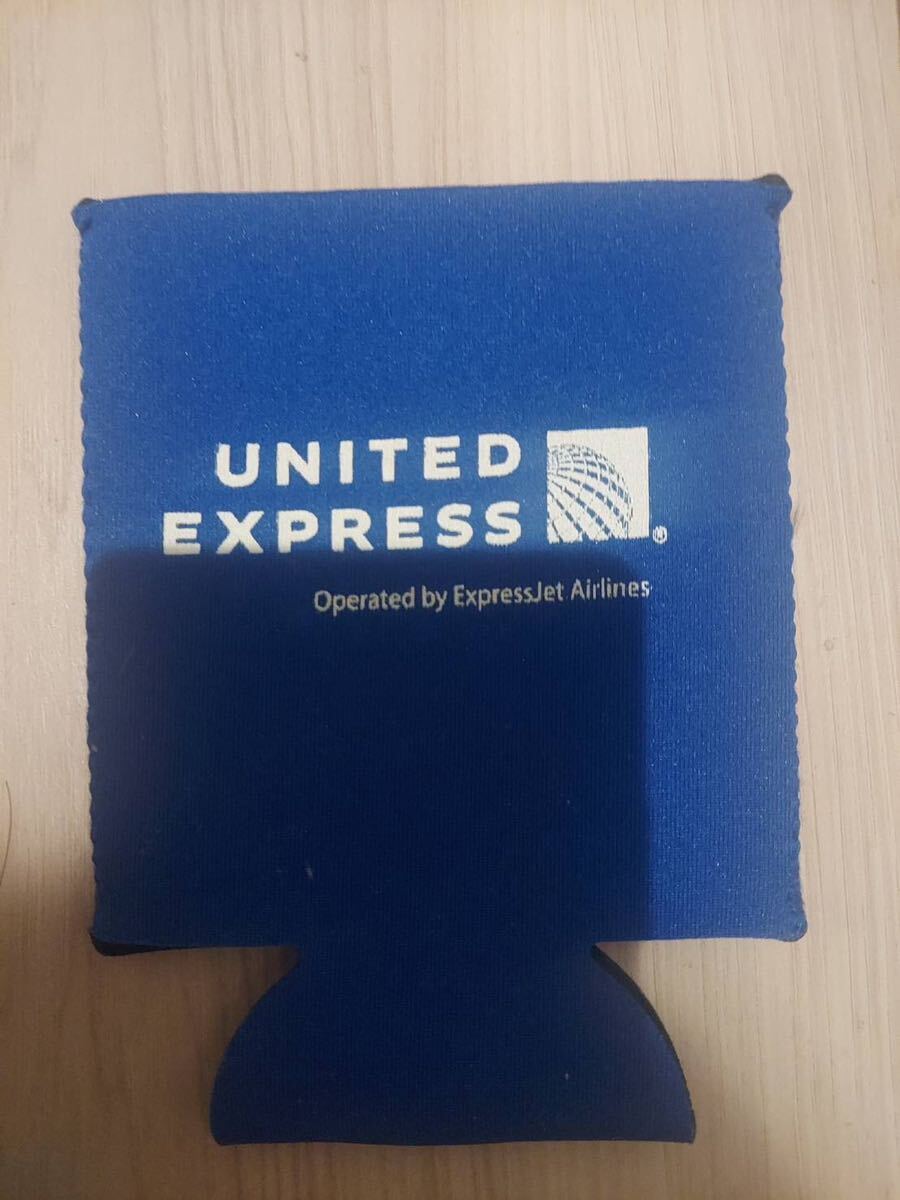 UNITED
EXPRESS
®
Operated by ExpressJet Airlines